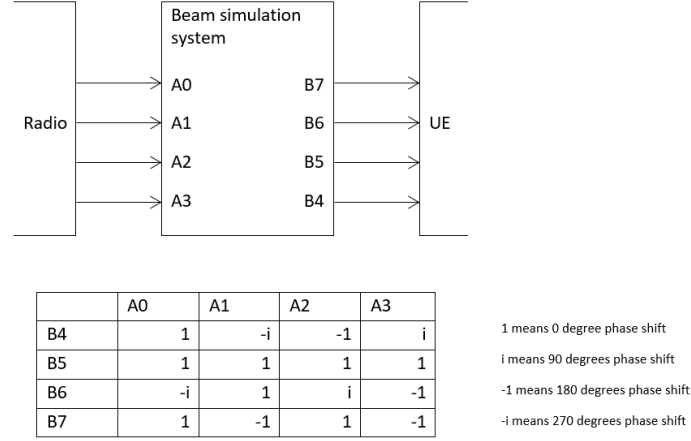 Beam simulation
system
A0 B7
Radio A1 B6 UE
A2 B5
A3 B4
A0 A1 A2 A3
B4 1 -i -1 i
B5 1 1 1 1
B6 -i 1 i -1
B7 1 -1 1 -1
1 means 0 degree phase shift
i means 90 degrees phase shift
-1 means 180 degrees phase shift
-i means 270 degrees phase shift